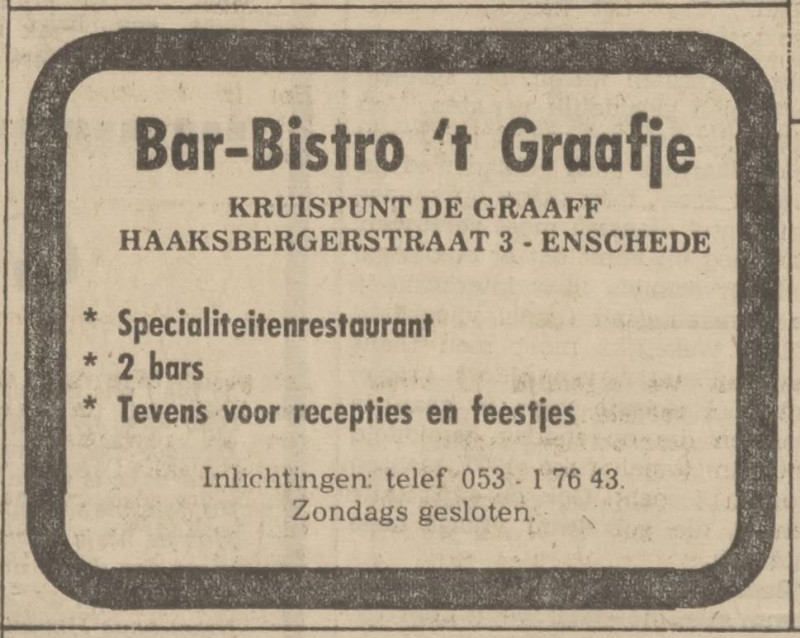 Bar-Bistro 't Graafje
KRUISPUNT DE GRAAFF
HAAKSBERGERSTRAAT 3 - ENSCHEDE
* Specialiteitenrestaurant
* 2 bars
* Tevens voor recepties en feestjes
Inlichtingen: telef 053 - 1 76 43.
Zondags gesloten.